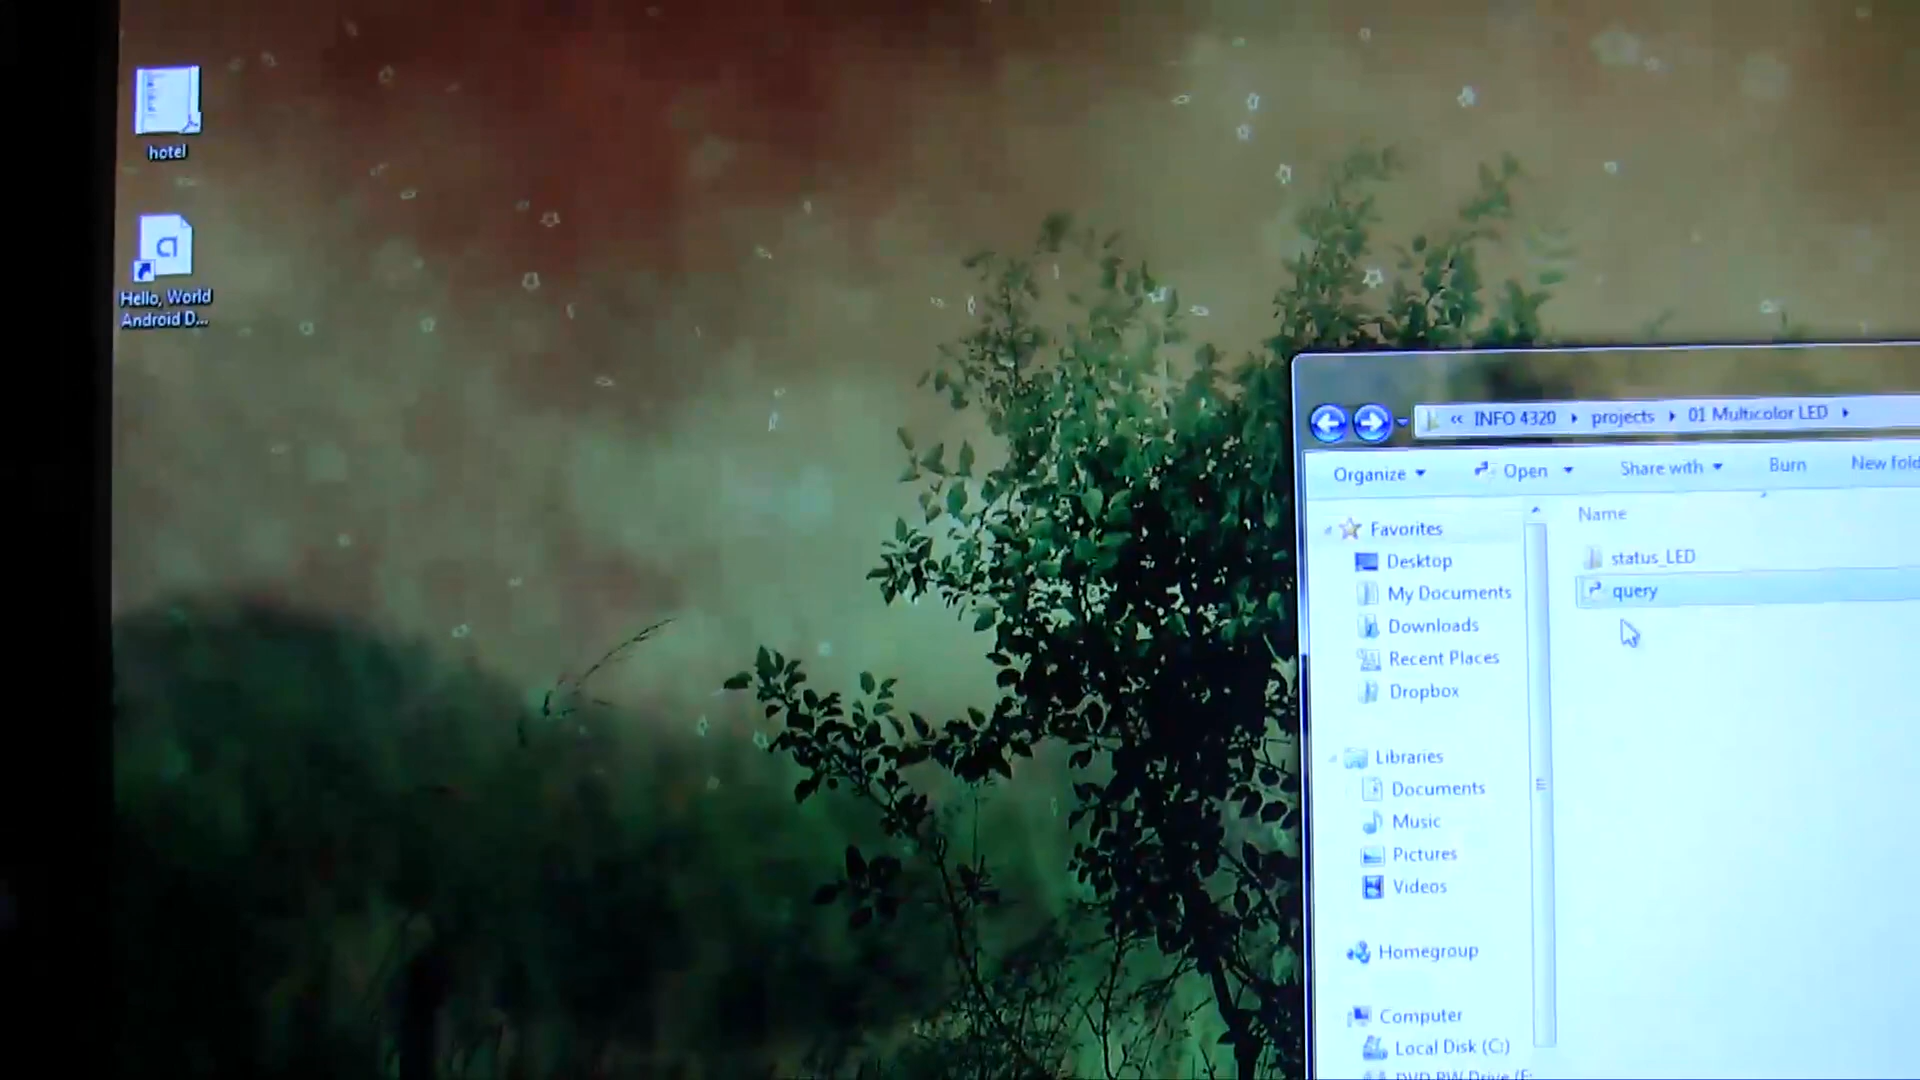 hotel
Hello, World
Android D...
« INFO 4320 projects 01 Multicolor LED
Organize Open Share with Burn New fold
Favorites
Desktop
My Documents
Downloads
Recent Places
Dropbox
Libraries
Documents
Music
Pictures
Videos
Homegroup
Computer
Local Disk (C:)
DVD RW Drive (F:
Name
status_LED
query